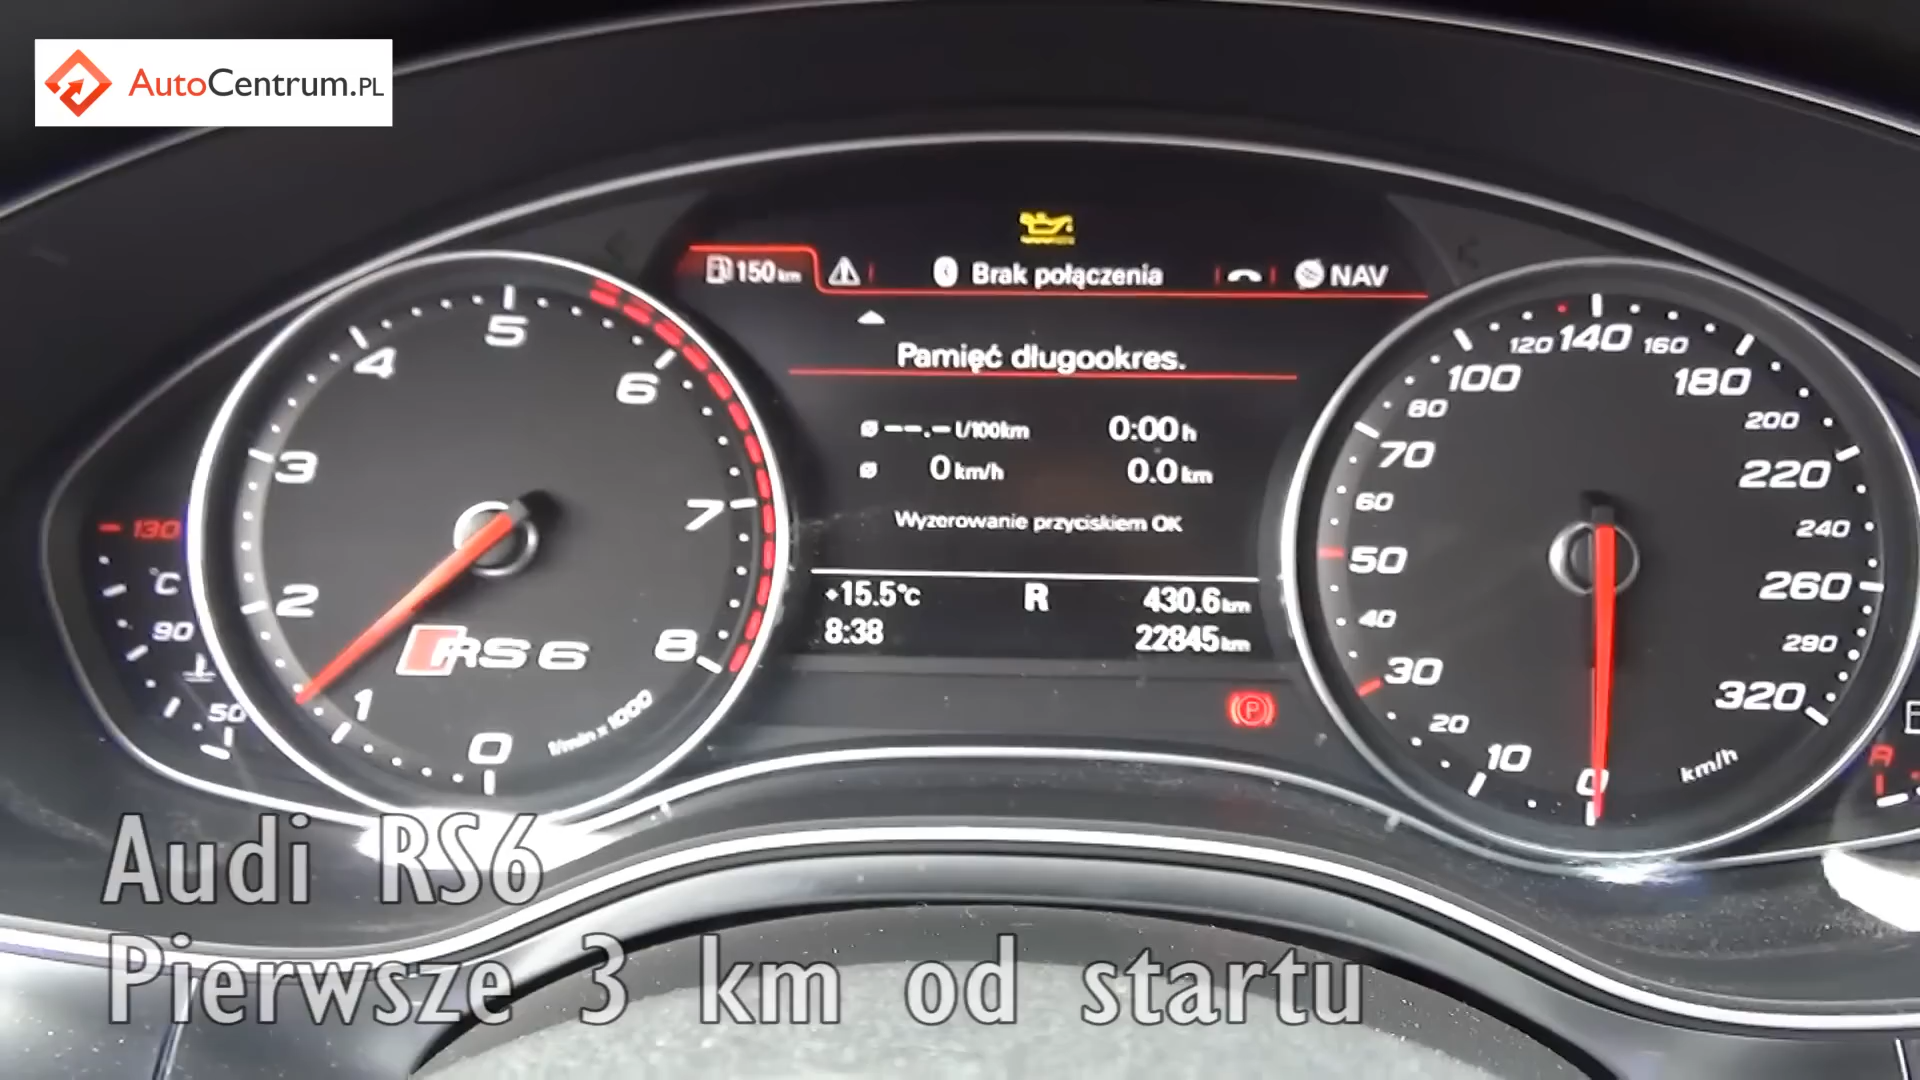 AutoCentrum.PL
150 km
Brak połączenia
NAV
Pamięć długookres.
Ø --.- l/100km 0:00 h
Ø 0 km/h 0.0 km
Wyzerowanie przyciskiem OK
+15.5°C R 430.6 km
8:38 22845 km
0 1 2 3 4 5 6 7 8
RS6
1/min x 1000
130
°C
90
50
0 10 20 30 40 50 60 70 80 100 120 140 160 180 200 220 240 260 290 320
km/h
P
R
Audi RS6
Pierwsze 3 km od startu